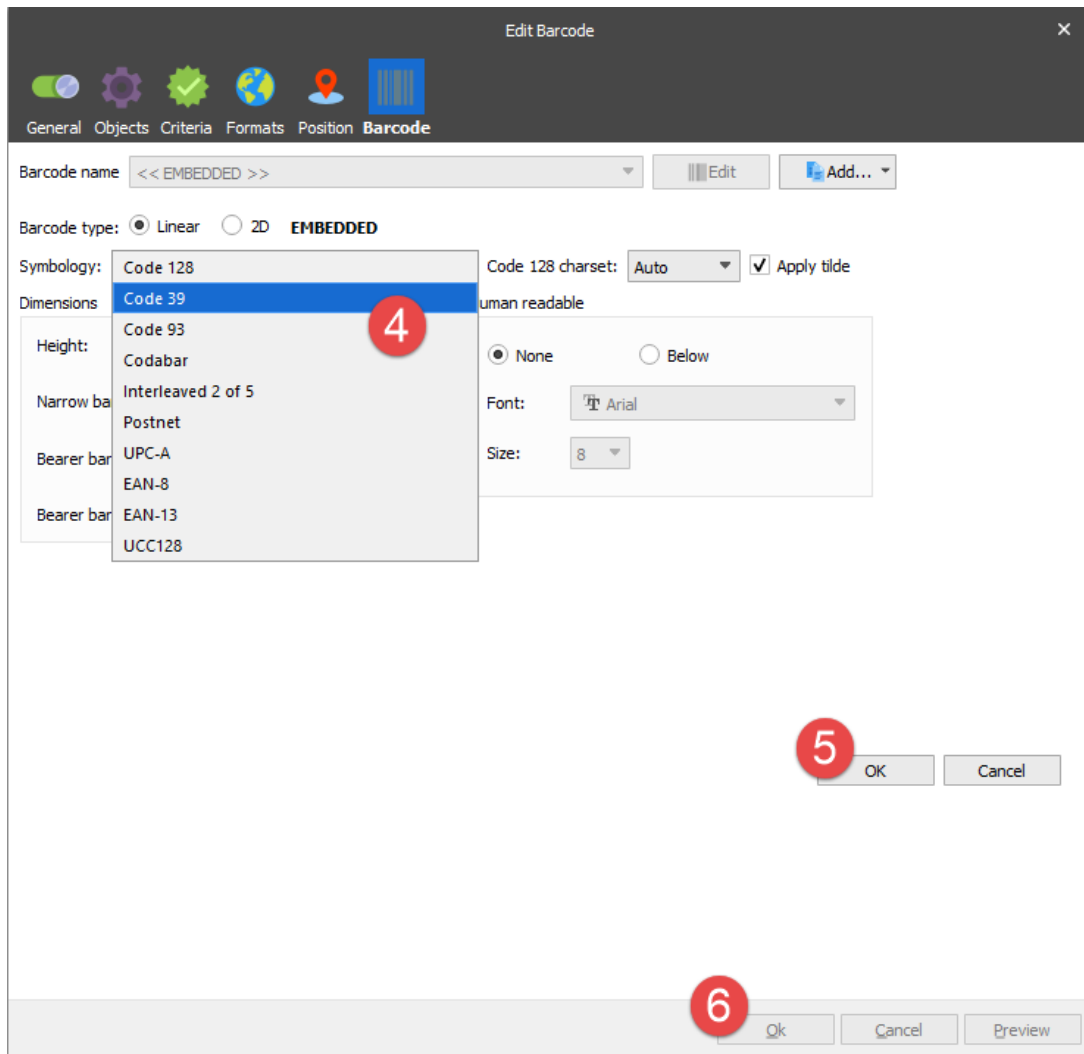 Edit Barcode
General Objects Criteria Formats Position Barcode
Barcode name << EMBEDDED >> Edit Add...
Barcode type: Linear 2D EMBEDDED
Symbology: Code 128 Code 128 charset: Auto Apply tilde
Dimensions Code 39 uman readable
4
Code 93
Height: Codabar None Below
Narrow ba Interleaved 2 of 5 Font: Arial
Postnet
Bearer bar UPC-A Size: 8
EAN-8
Bearer bar EAN-13
UCC128
5
OK Cancel
6
Ok Cancel Preview